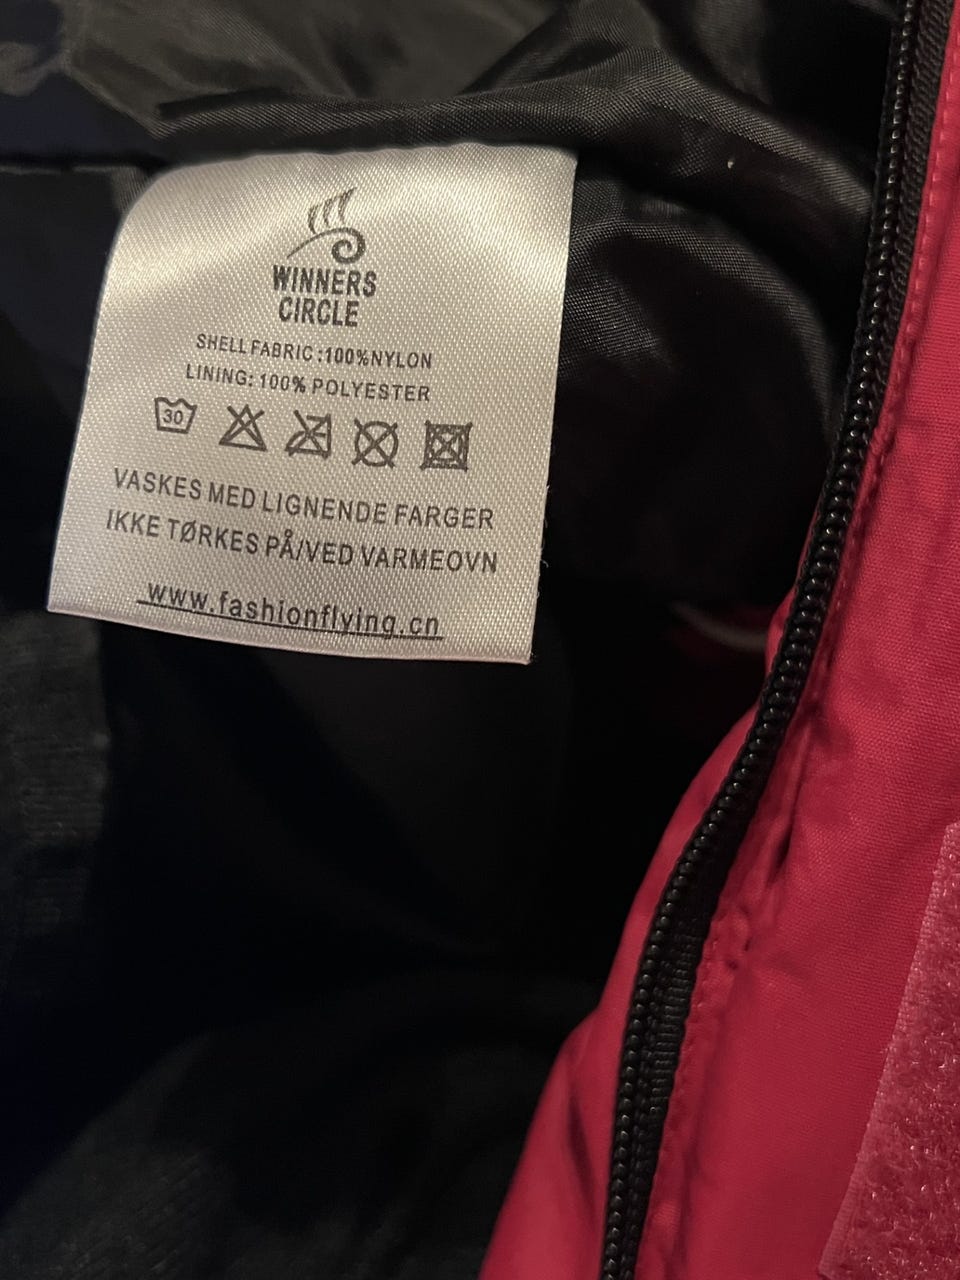 WINNERS
CIRCLE
SHELL FABRIC:100%NYLON
LINING: 100% POLYESTER
30
VASKES MED LIGNENDE FARGER
IKKE TØRKES PÅ/VED VARMEOVN
www.fashionflying.cn